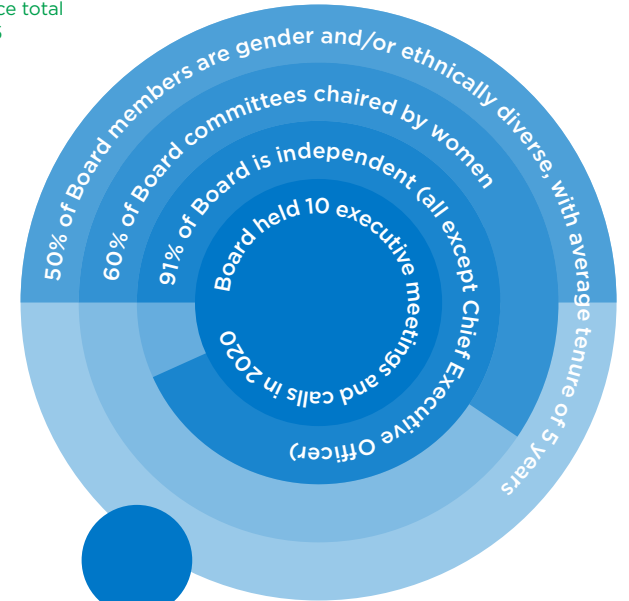 ce total
50% of Board members are gender and/or ethnically diverse, with average tenure of 5 years
60% of Board committees chaired by women
91% of Board is independent (all except Chief Executive Officer)
Board held 10 executive meetings and calls in 2020